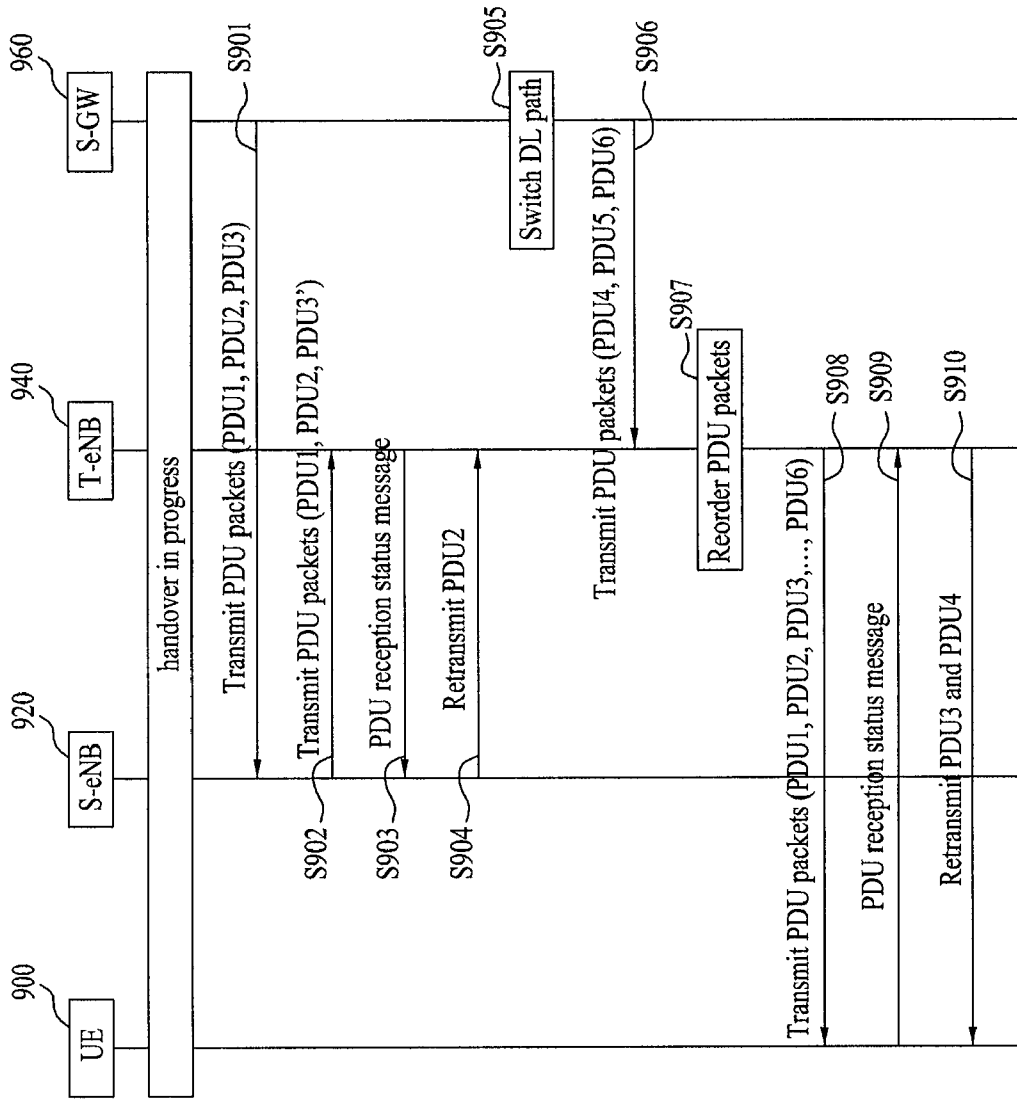 900
UE
920
S-eNB
940
T-eNB
960
S-GW
handover in progress
Transmit PDU packets (PDU1, PDU2, PDU3)
S901
Transmit PDU packets (PDU1, PDU2, PDU3’)
S902
PDU reception status message
S903
Retransmit PDU2
S904
S905
Switch DL path
Transmit PDU packets (PDU4, PDU5, PDU6)
S906
S907
Reorder PDU packets
Transmit PDU packets (PDU1, PDU2, PDU3,..., PDU6)
S908
PDU reception status message
S909
Retransmit PDU3 and PDU4
S910